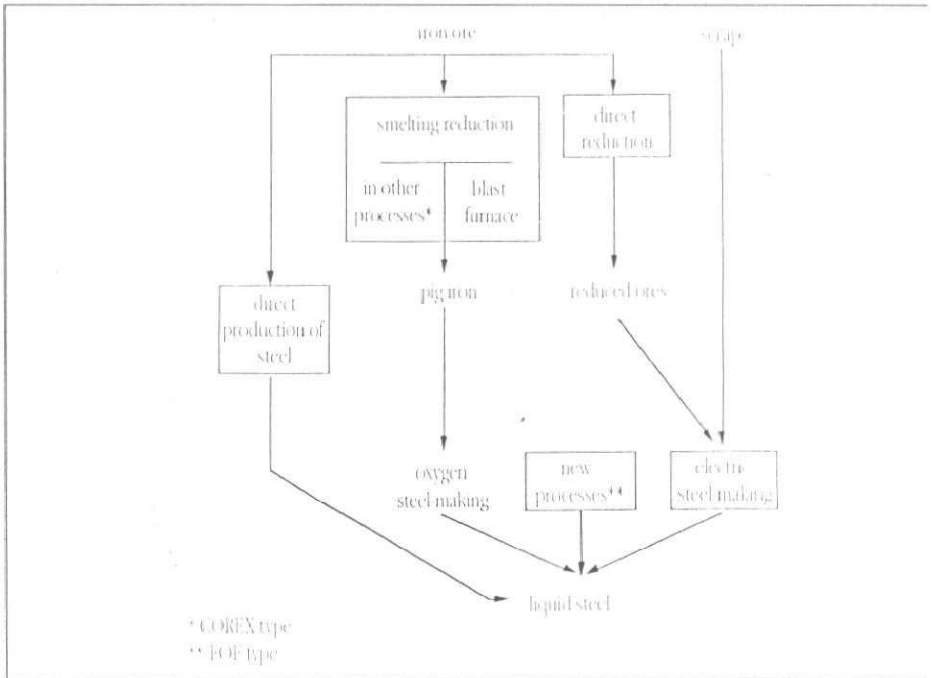 iron ore
scrap
smelting reduction
direct
reduction
in other
processes*
blast
furnace
pig iron
reduced ores
direct
production of
steel
oxygen
steel-making
new
processes**
electric
steel-making
liquid steel
* COREX type
** EOF type